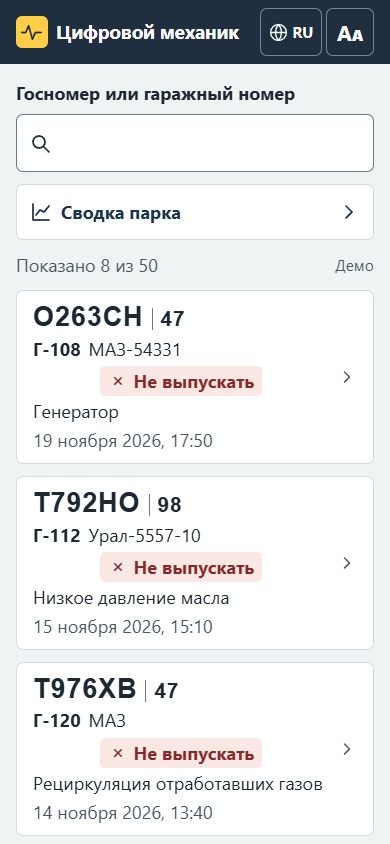 Цифровой механик RU Aa
Госномер или гаражный номер
Сводка парка
Показано 8 из 50 Демо
О263СН | 47
Г-108 МАЗ-54331
× Не выпускать
Генератор
19 ноября 2026, 17:50
Т792НО | 98
Г-112 Урал-5557-10
× Не выпускать
Низкое давление масла
15 ноября 2026, 15:10
Т976ХВ | 47
Г-120 МАЗ
× Не выпускать
Рециркуляция отработавших газов
14 ноября 2026, 13:40